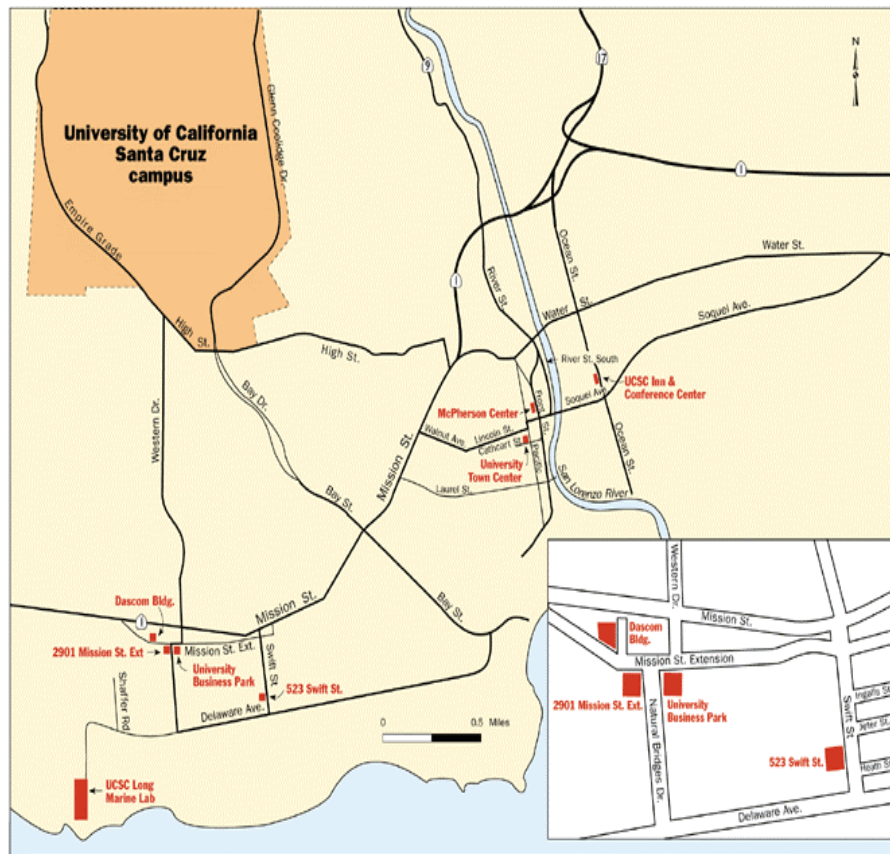 N
9
17
1
University of California
Santa Cruz
campus
Glenn Coolidge Dr.
Empire Grade
1
River St.
Ocean St.
Water St.
Water St.
Soquel Ave.
High St.
High St.
River St. South
UCSC Inn &
Conference Center
Soquel Ave
McPherson Center
Front St.
Western Dr.
Bay Dr.
Mission St.
Walnut Ave.
Lincoln St.
Cathcart St.
University
Town Center
Pacific
Ocean St.
San Lorenzo River
Laurel St.
Bay St.
Bay St.
Mission St.
1
Dascom Bldg.
2901 Mission St. Ext
Mission St. Ext.
University
Business Park
Swift St.
523 Swift St.
Shaffer Rd
Delaware Ave.
0 0.5 Miles
UCSC Long
Marine Lab
Western Dr.
Mission St.
Dascom
Bldg.
Mission St. Extension
2901 Mission St. Ext.
University
Business Park
Natural Bridges Dr.
Swift St
Ingalls St
Jeter St.
Heath St
523 Swift St.
Delaware Ave.